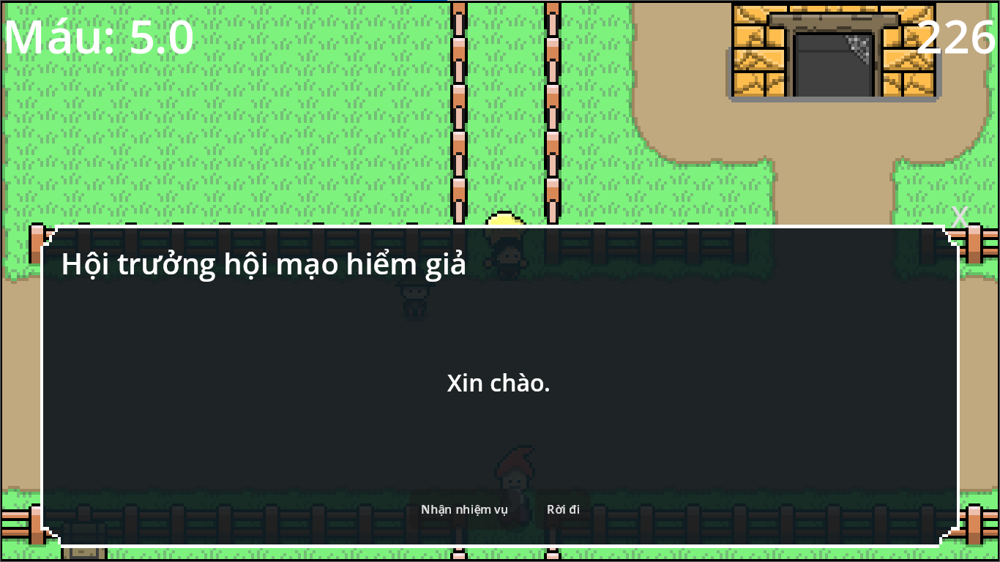 Máu: 5.0
226
X
Hội trưởng hội mạo hiểm giả
Xin chào.
Nhận nhiệm vụ
Rời đi